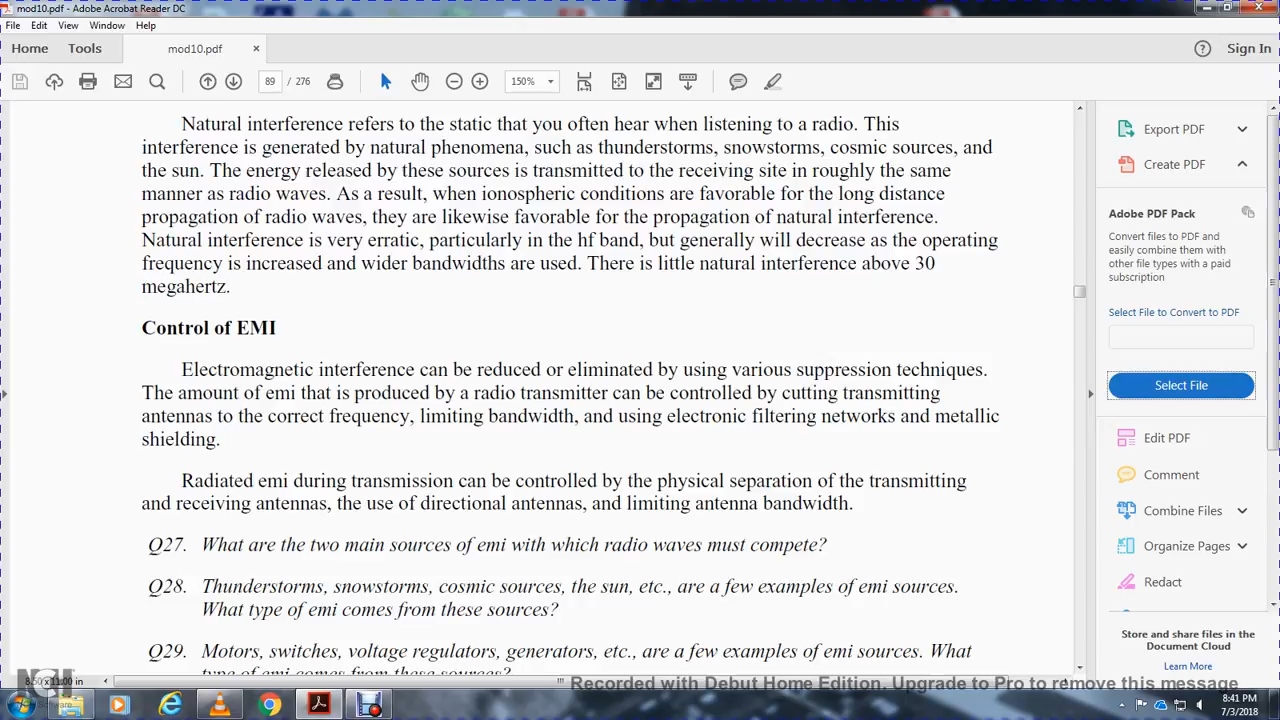 mod10.pdf - Adobe Acrobat Reader DC
File Edit View Window Help
Home Tools mod10.pdf × Sign In
89 / 276 150%
Natural interference refers to the static that you often hear when listening to a radio. This
interference is generated by natural phenomena, such as thunderstorms, snowstorms, cosmic sources, and
the sun. The energy released by these sources is transmitted to the receiving site in roughly the same
manner as radio waves. As a result, when ionospheric conditions are favorable for the long distance
propagation of radio waves, they are likewise favorable for the propagation of natural interference.
Natural interference is very erratic, particularly in the hf band, but generally will decrease as the operating
frequency is increased and wider bandwidths are used. There is little natural interference above 30
megahertz.
Control of EMI
Electromagnetic interference can be reduced or eliminated by using various suppression techniques.
The amount of emi that is produced by a radio transmitter can be controlled by cutting transmitting
antennas to the correct frequency, limiting bandwidth, and using electronic filtering networks and metallic
shielding.
Radiated emi during transmission can be controlled by the physical separation of the transmitting
and receiving antennas, the use of directional antennas, and limiting antenna bandwidth.
Q27. What are the two main sources of emi with which radio waves must compete?
Q28. Thunderstorms, snowstorms, cosmic sources, the sun, etc., are a few examples of emi sources.
What type of emi comes from these sources?
Q29. Motors, switches, voltage regulators, generators, etc., are a few examples of emi sources. What
type of emi comes from these sources?
Export PDF
Create PDF
Adobe PDF Pack
Convert files to PDF and
easily combine them with
other file types with a paid
subscription
Select File to Convert to PDF
Select File
Edit PDF
Comment
Combine Files
Organize Pages
Redact
Store and share files in the
Document Cloud
Learn More
8.50 x 11.00 in
Recorded with Debut Home Edition. Upgrade to Pro to remove this message
8:41 PM
7/3/2018